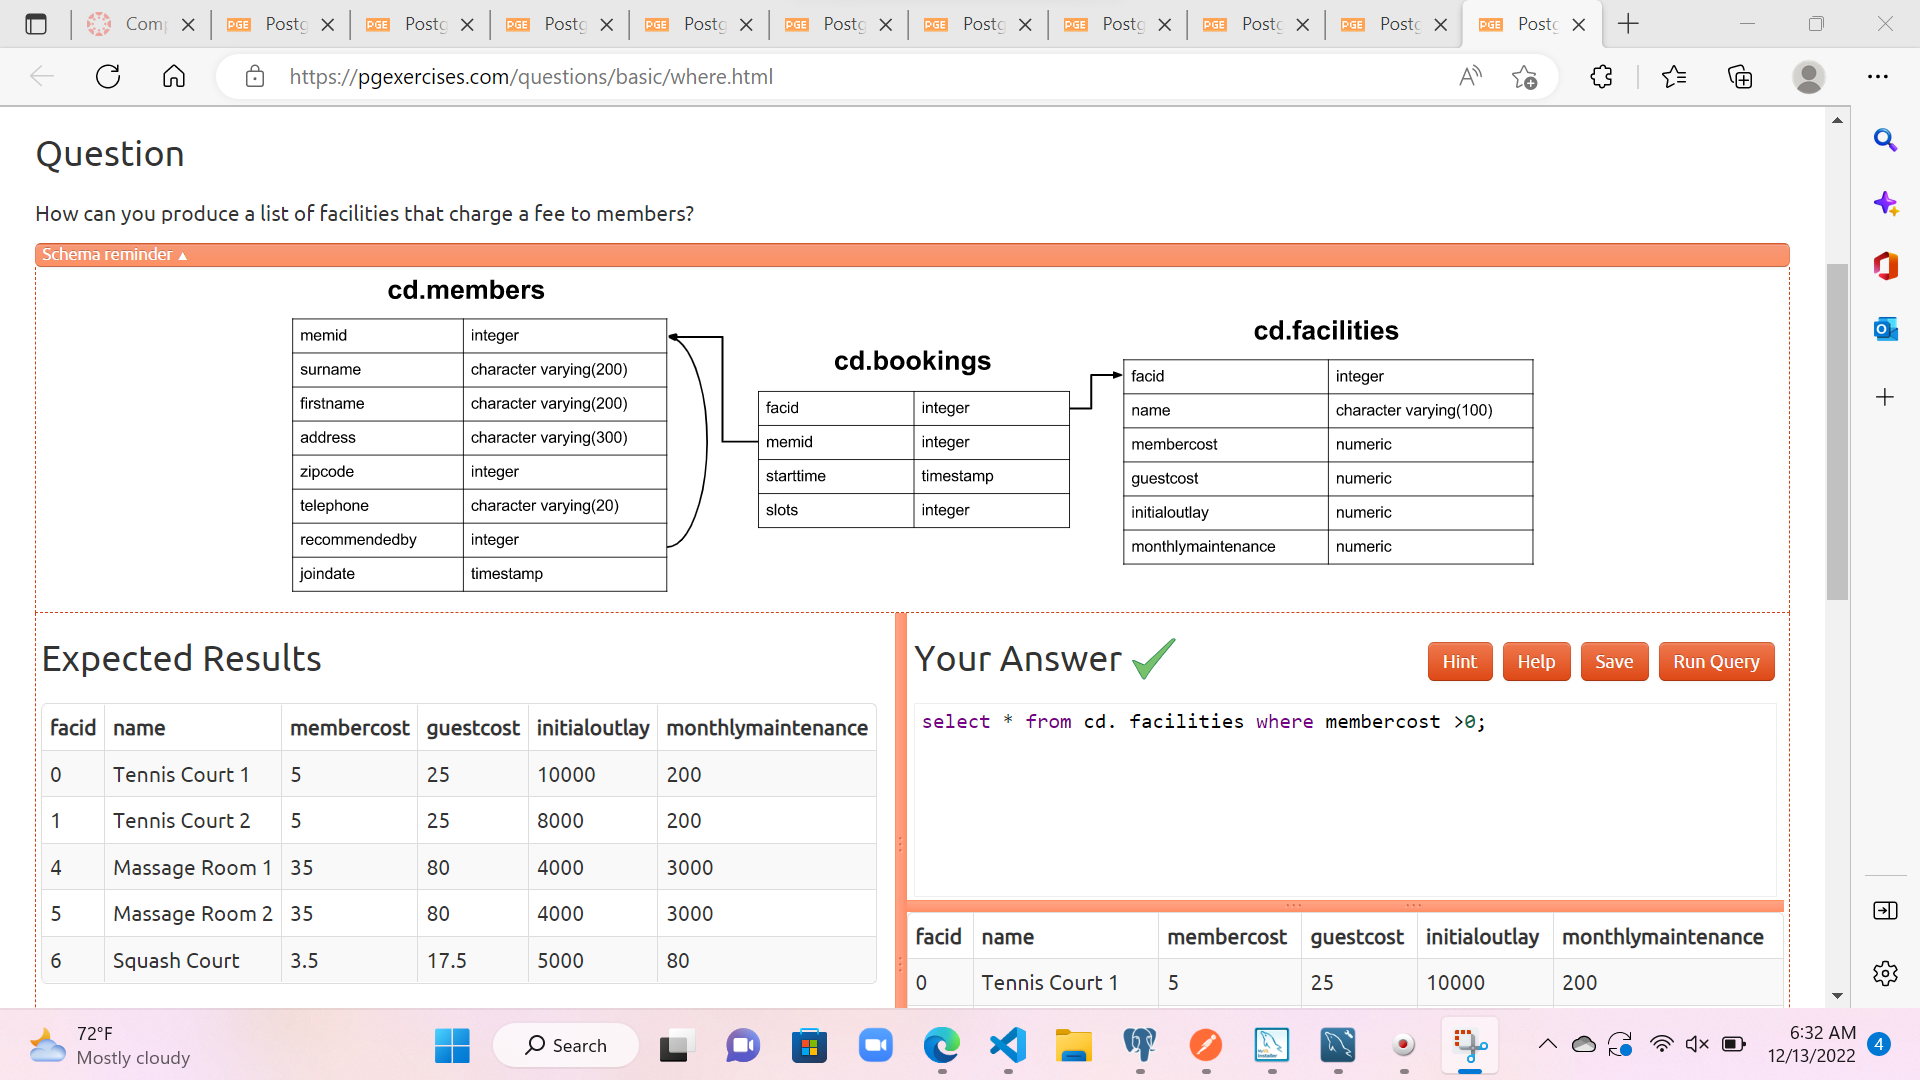 Comp
Postg
Postg
Postg
Postg
Postg
Postg
Postg
Postg
Postg
Postg
https://pgexercises.com/questions/basic/where.html
Question
How can you produce a list of facilities that charge a fee to members?
Schema reminder ▲
cd.members
memid integer
surname character varying(200)
firstname character varying(200)
address character varying(300)
zipcode integer
telephone character varying(20)
recommendedby integer
joindate timestamp
cd.bookings
facid integer
memid integer
starttime timestamp
slots integer
cd.facilities
facid integer
name character varying(100)
membercost numeric
guestcost numeric
initialoutlay numeric
monthlymaintenance numeric
Expected Results
facid name membercost guestcost initialoutlay monthlymaintenance
0 Tennis Court 1 5 25 10000 200
1 Tennis Court 2 5 25 8000 200
4 Massage Room 1 35 80 4000 3000
5 Massage Room 2 35 80 4000 3000
6 Squash Court 3.5 17.5 5000 80
Your Answer
Hint Help Save Run Query
select * from cd. facilities where membercost >0;
facid name membercost guestcost initialoutlay monthlymaintenance
0 Tennis Court 1 5 25 10000 200
72°F
Mostly cloudy
Search
6:32 AM
12/13/2022
4